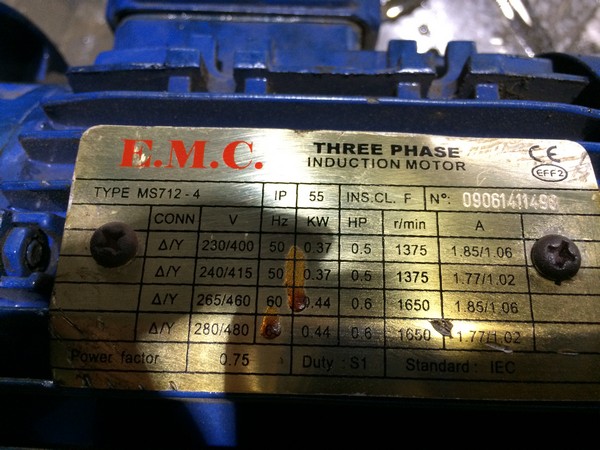 E.M.C.
THREE PHASE
INDUCTION MOTOR
CE
EFF2
TYPE MS712-4 IP 55 INS.CL. F Nº:
CONN V Hz KW HP r/min A
Δ/Y 230/400 50 0.37 0.5 1375 1.85/1.06
Δ/Y 240/415 50 0.37 0.5 1375 1.77/1.02
Δ/Y 265/460 60 0.44 0.6 1650 1.85/1.06
Δ/Y 280/480 0.44 0.6 1650 1.77/1.02
Power factor 0.75 Duty : S1 Standard : IEC